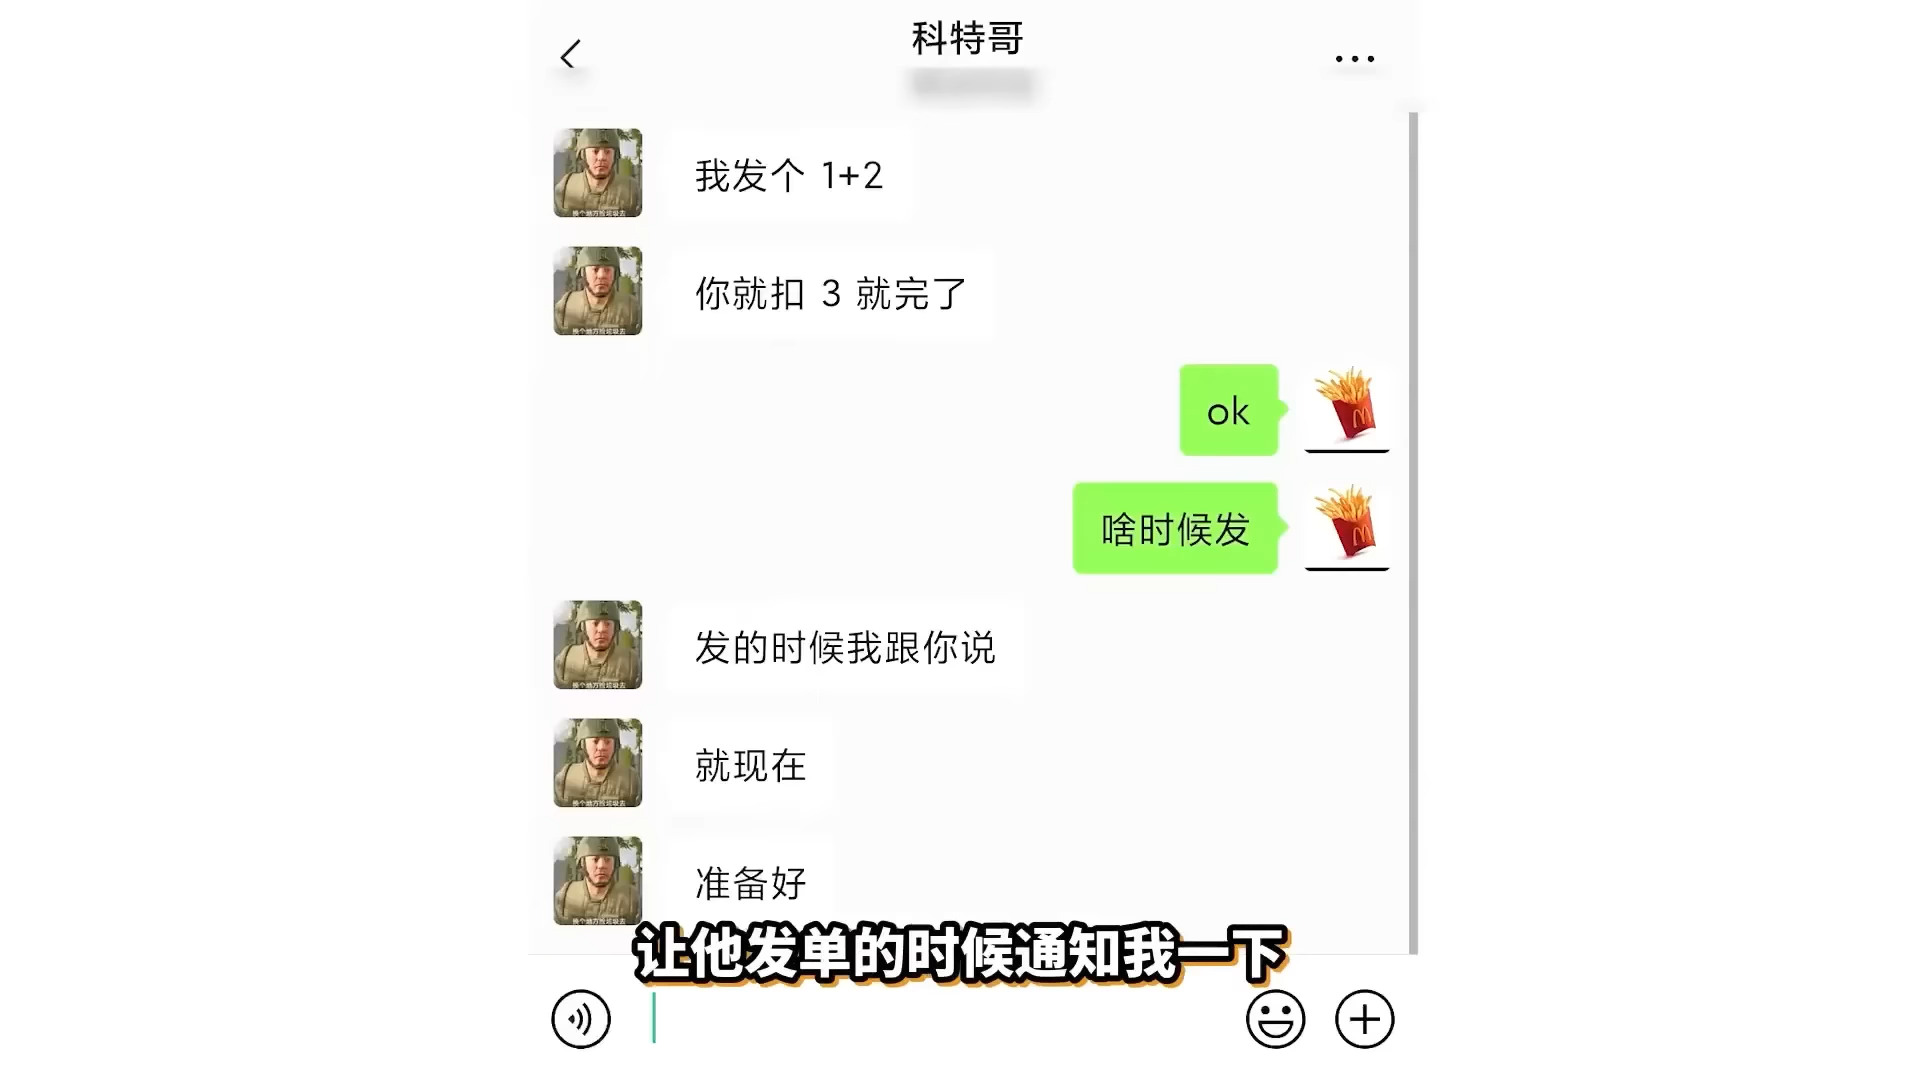 科特哥
我发个 1+2
你就扣 3 就完了
ok
啥时候发
发的时候我跟你说
就现在
准备好
让他发单的时候通知我一下